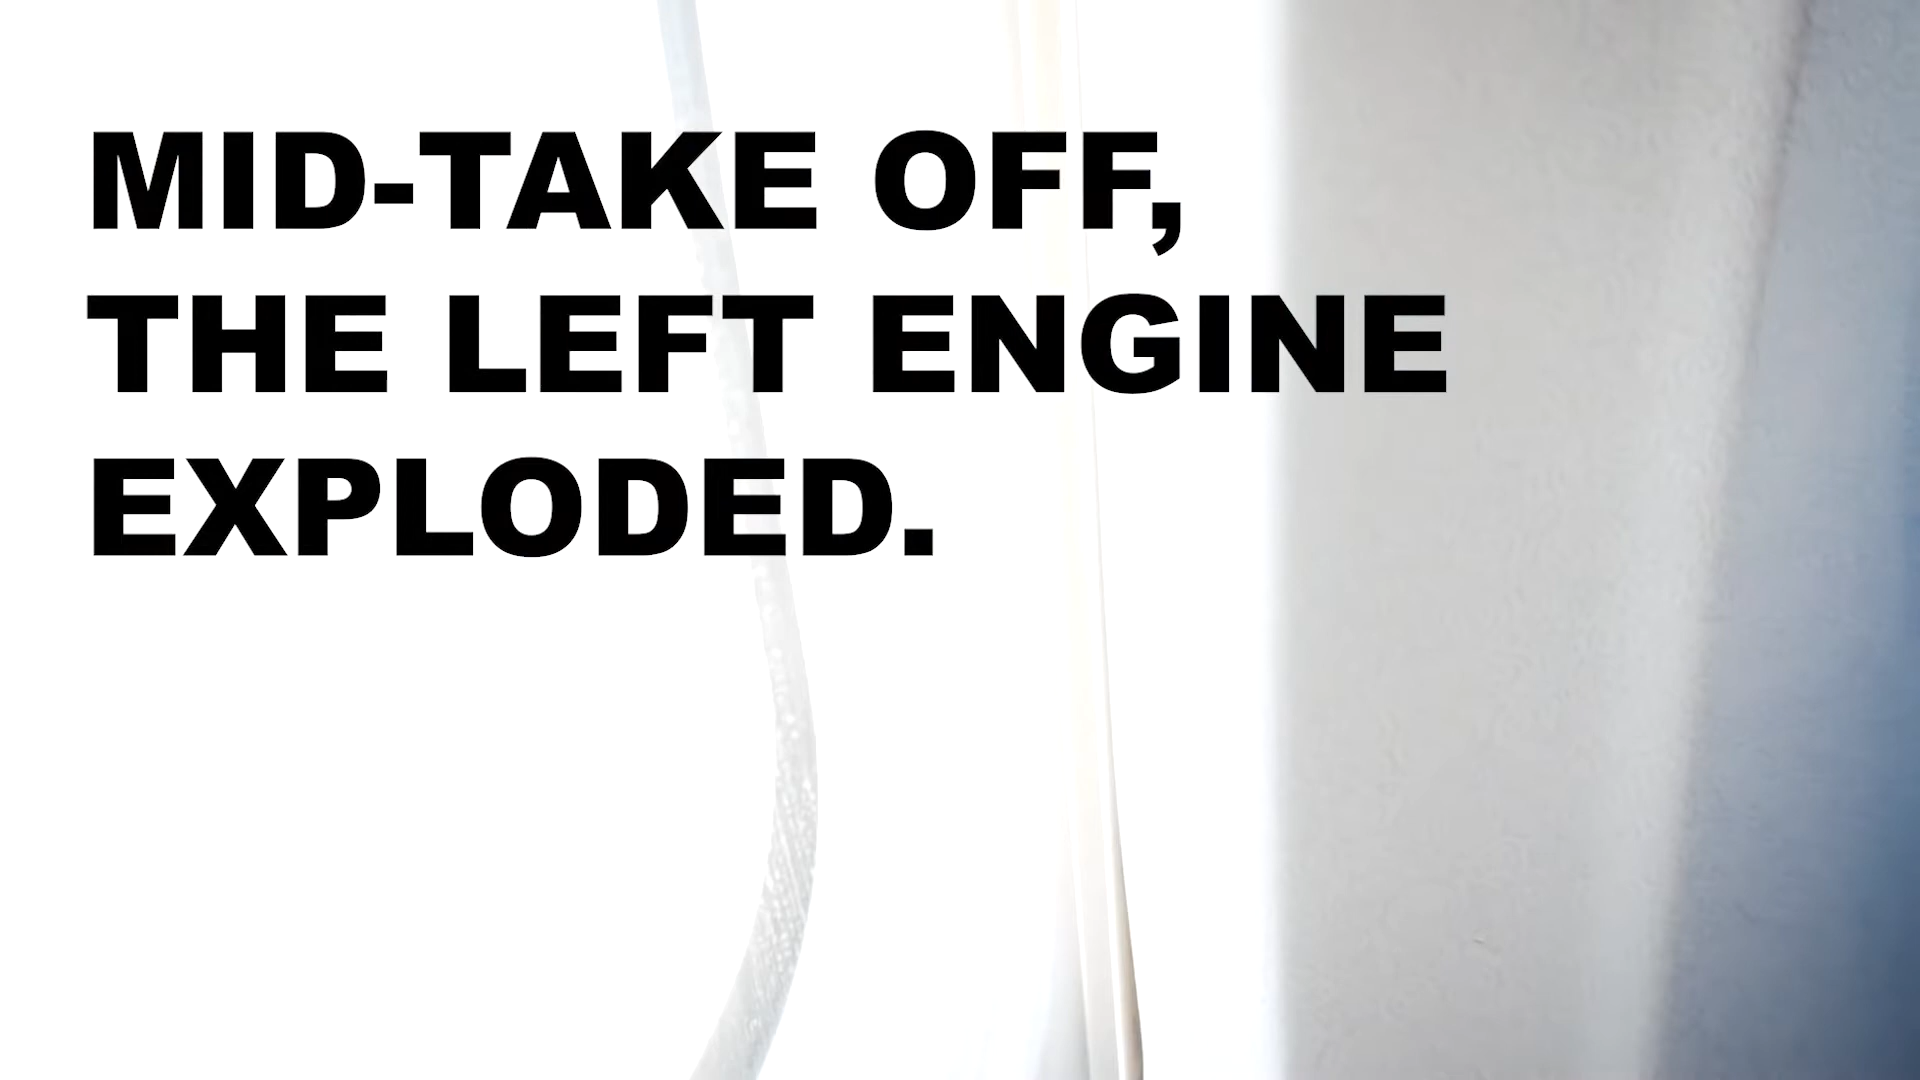 MID-TAKE OFF,
THE LEFT ENGINE
EXPLODED.